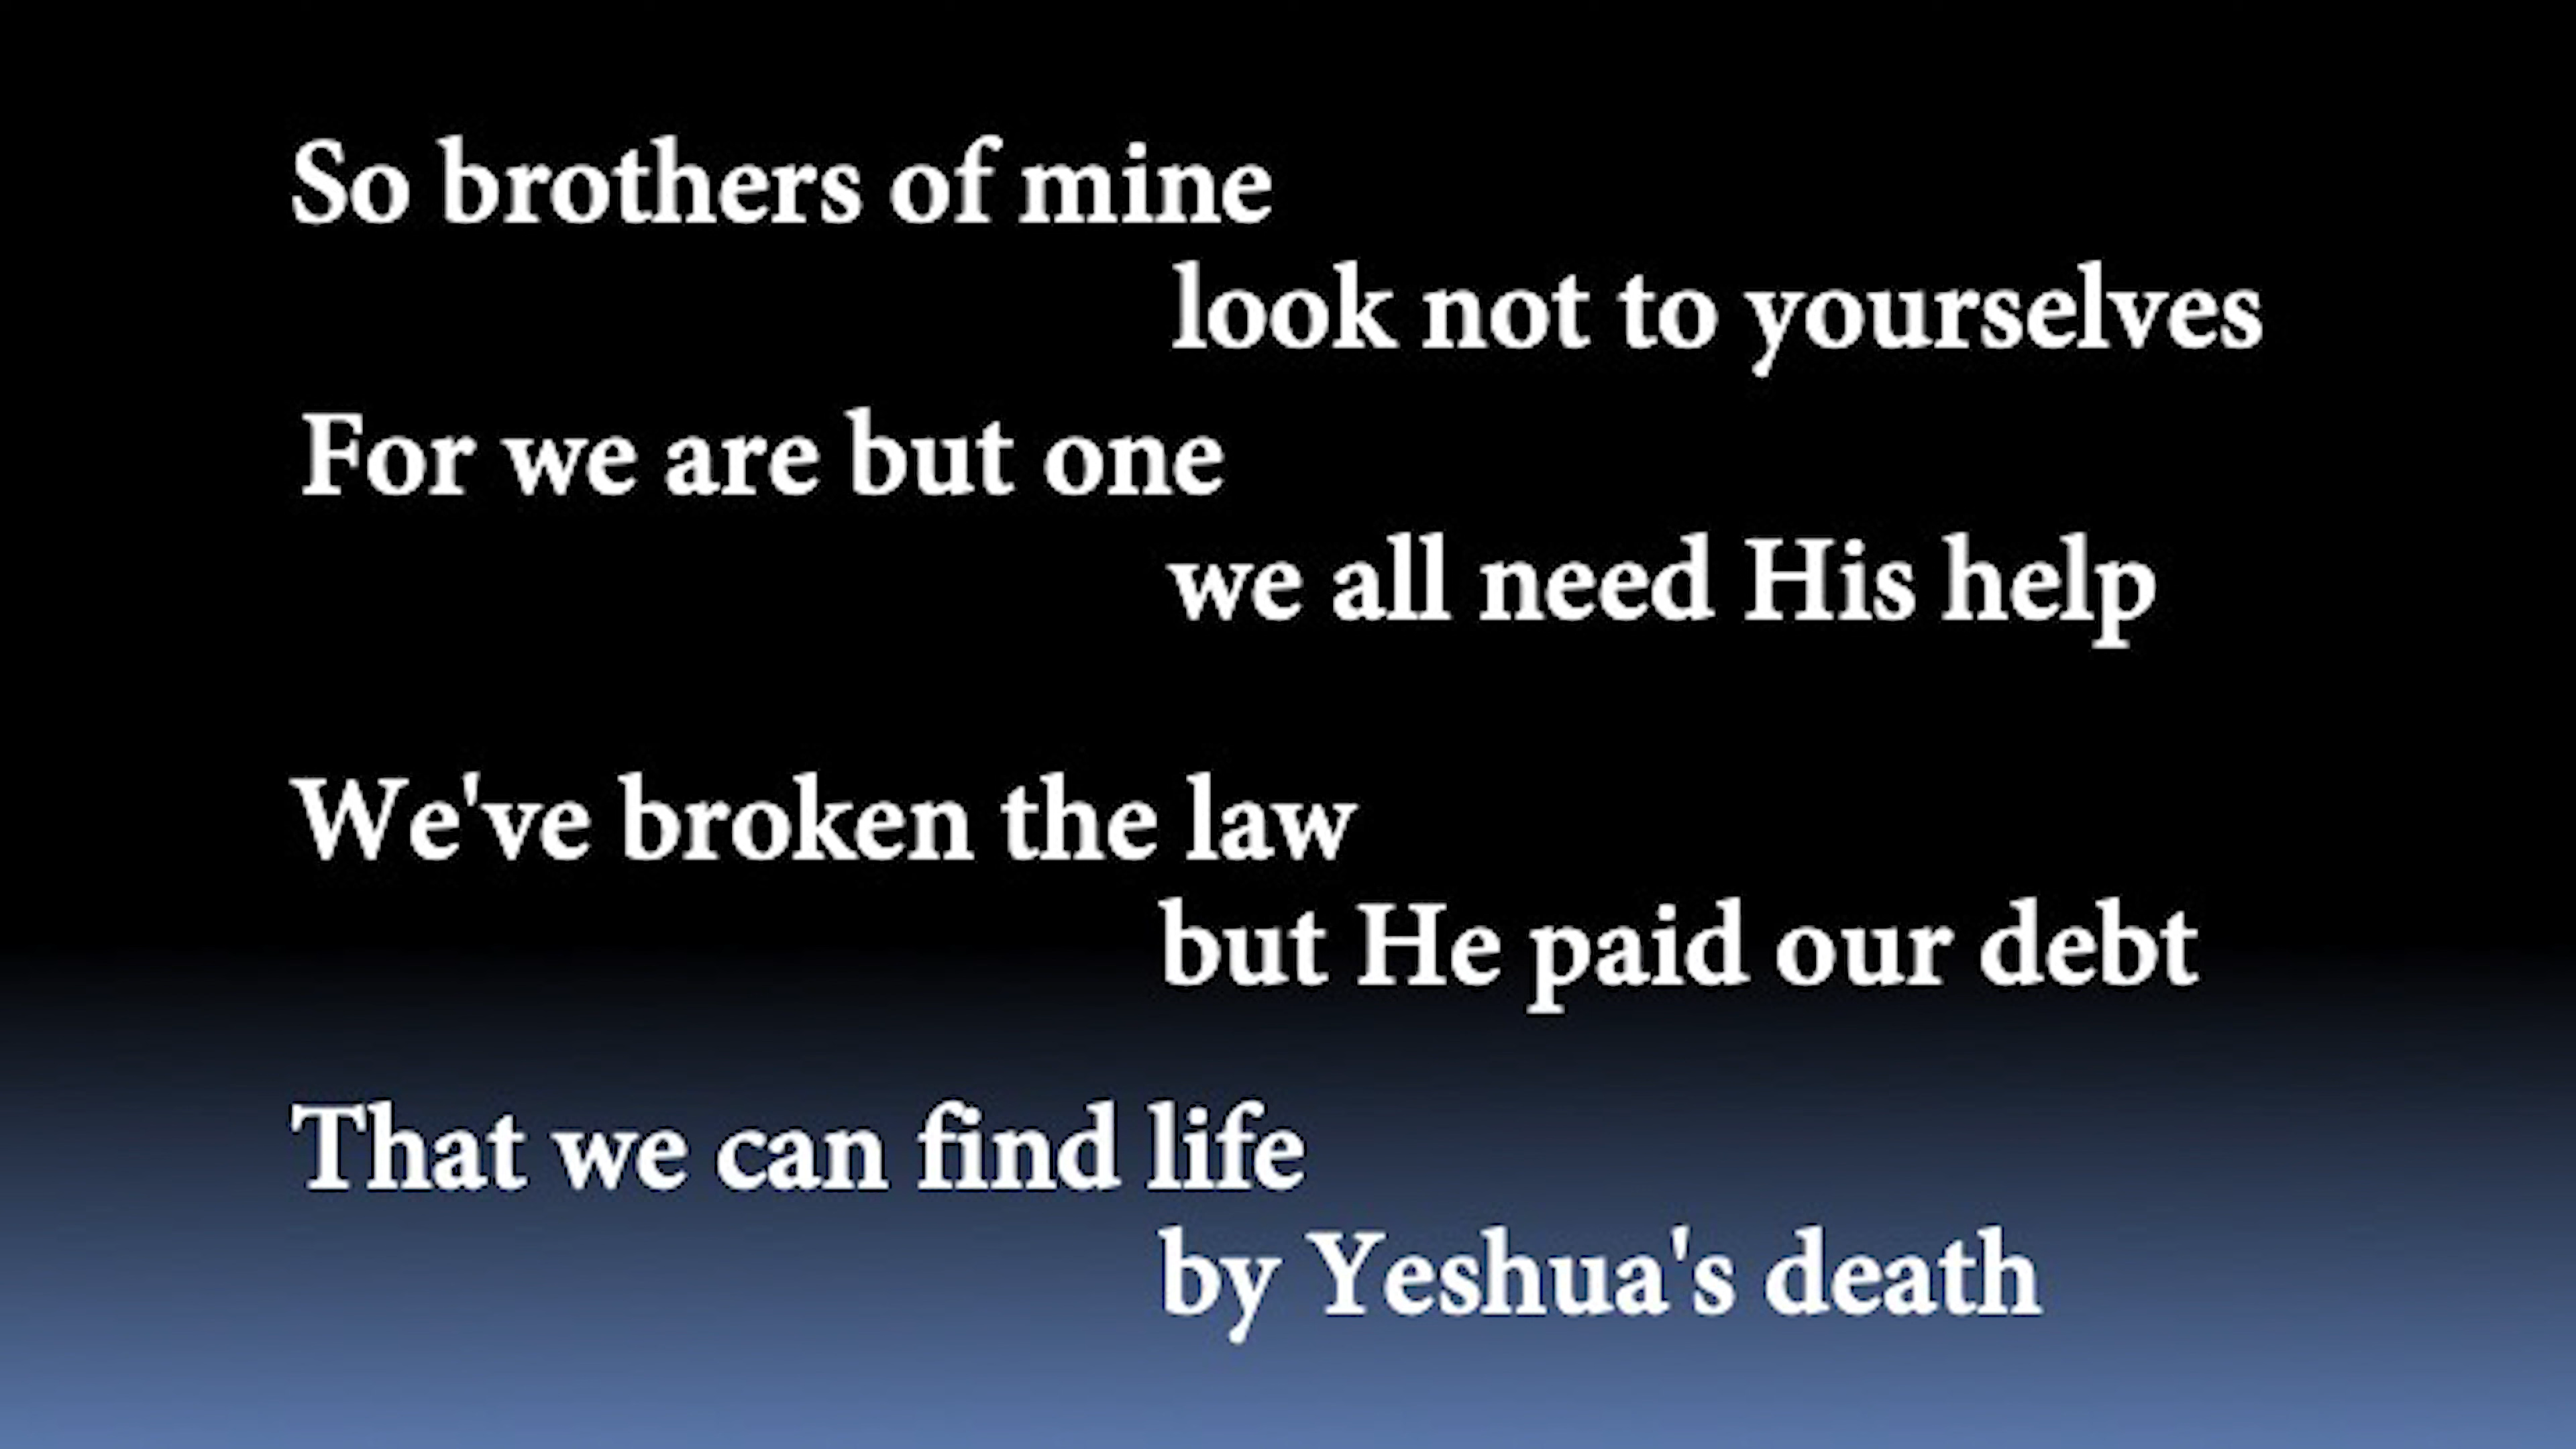 So brothers of mine
look not to yourselves
For we are but one
we all need His help
We've broken the law
but He paid our debt
That we can find life
by Yeshua's death